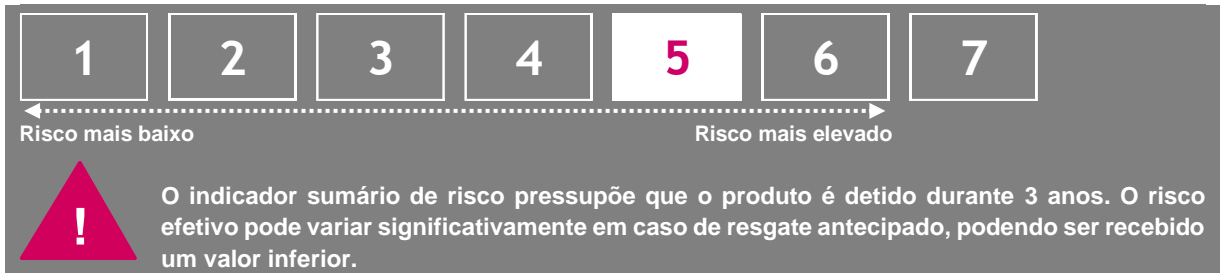 1 2 3 4 5 6 7
Risco mais baixo Risco mais elevado
! O indicador sumário de risco pressupõe que o produto é detido durante 3 anos. O risco
efetivo pode variar significativamente em caso de resgate antecipado, podendo ser recebido
um valor inferior.